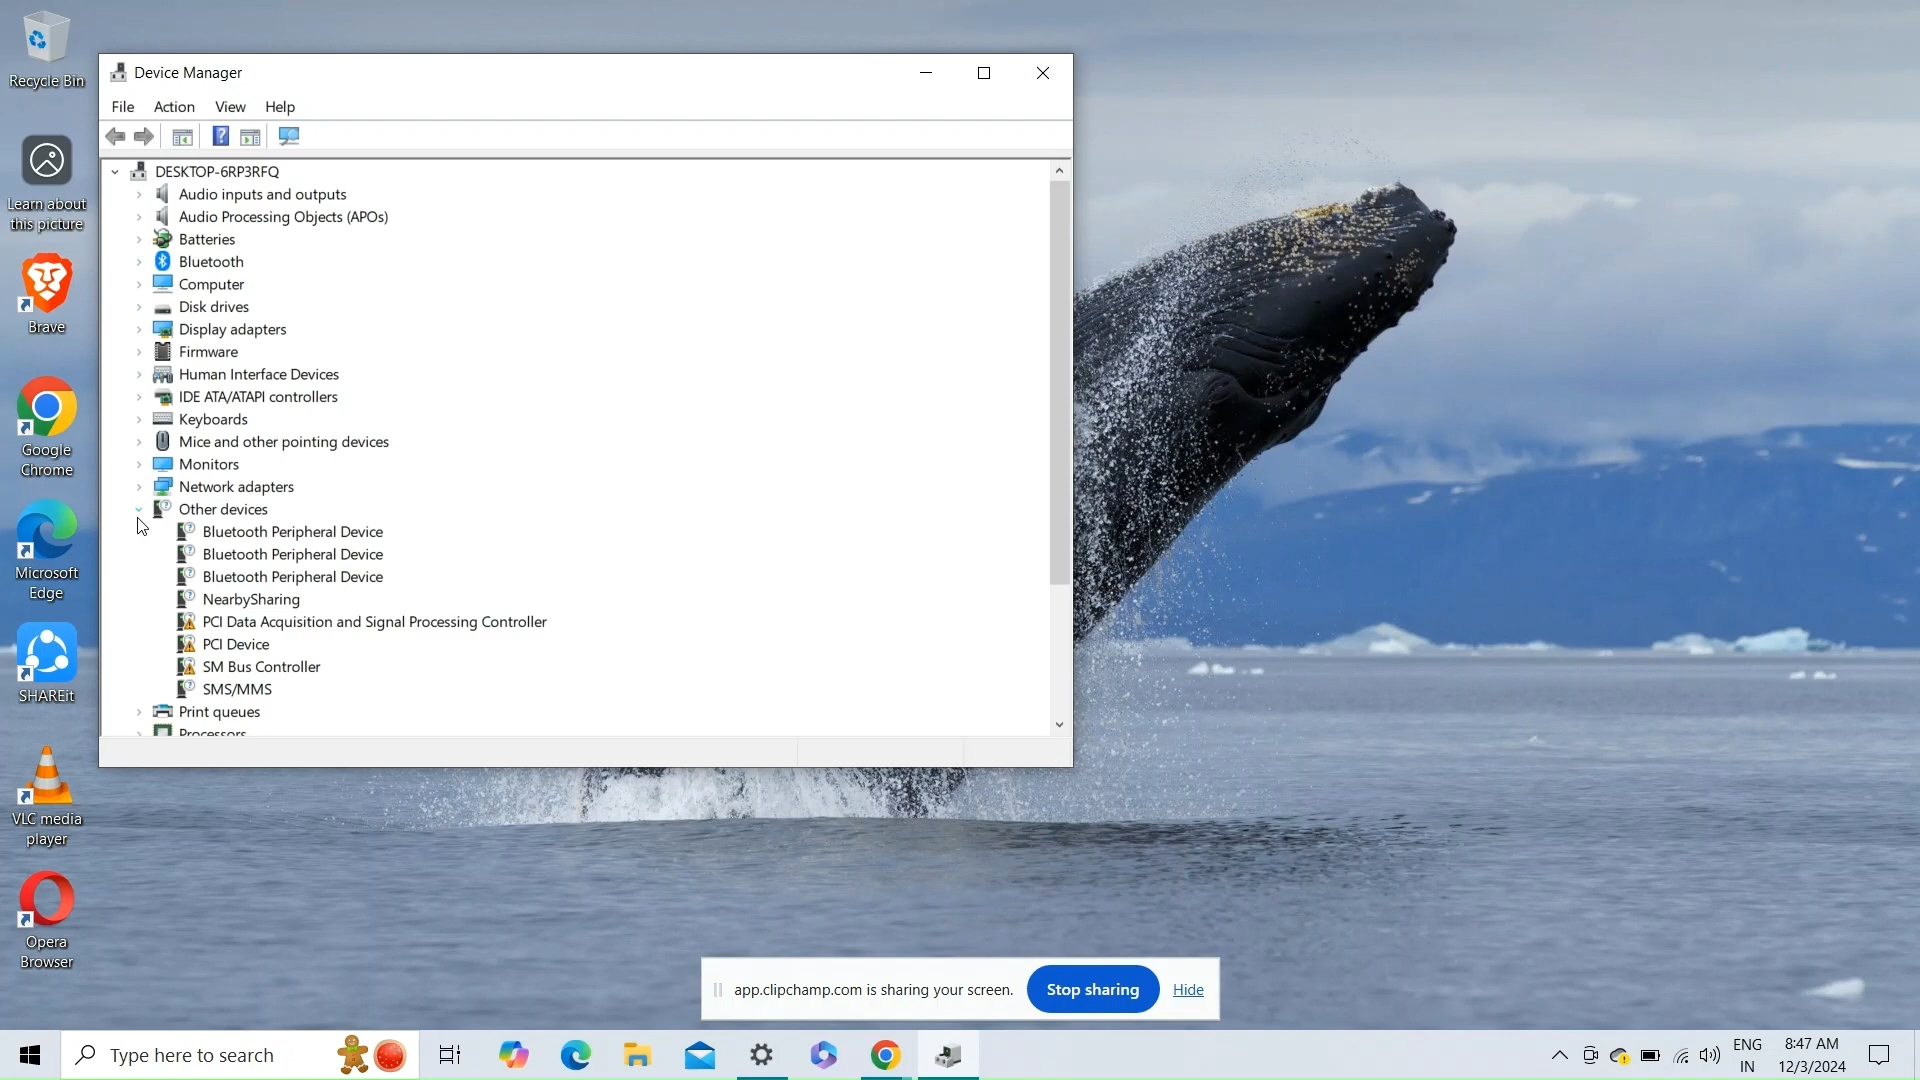 Recycle Bin
Learn about
this picture
Brave
Google
Chrome
Microsoft
Edge
SHAREit
VLC media
player
Opera
Browser
Device Manager
File Action View Help
DESKTOP-6RP3RFQ
Audio inputs and outputs
Audio Processing Objects (APOs)
Batteries
Bluetooth
Computer
Disk drives
Display adapters
Firmware
Human Interface Devices
IDE ATA/ATAPI controllers
Keyboards
Mice and other pointing devices
Monitors
Network adapters
Other devices
Bluetooth Peripheral Device
Bluetooth Peripheral Device
Bluetooth Peripheral Device
NearbySharing
PCI Data Acquisition and Signal Processing Controller
PCI Device
SM Bus Controller
SMS/MMS
Print queues
Processors
app.clipchamp.com is sharing your screen. Stop sharing Hide
Type here to search
ENG
IN
8:47 AM
12/3/2024